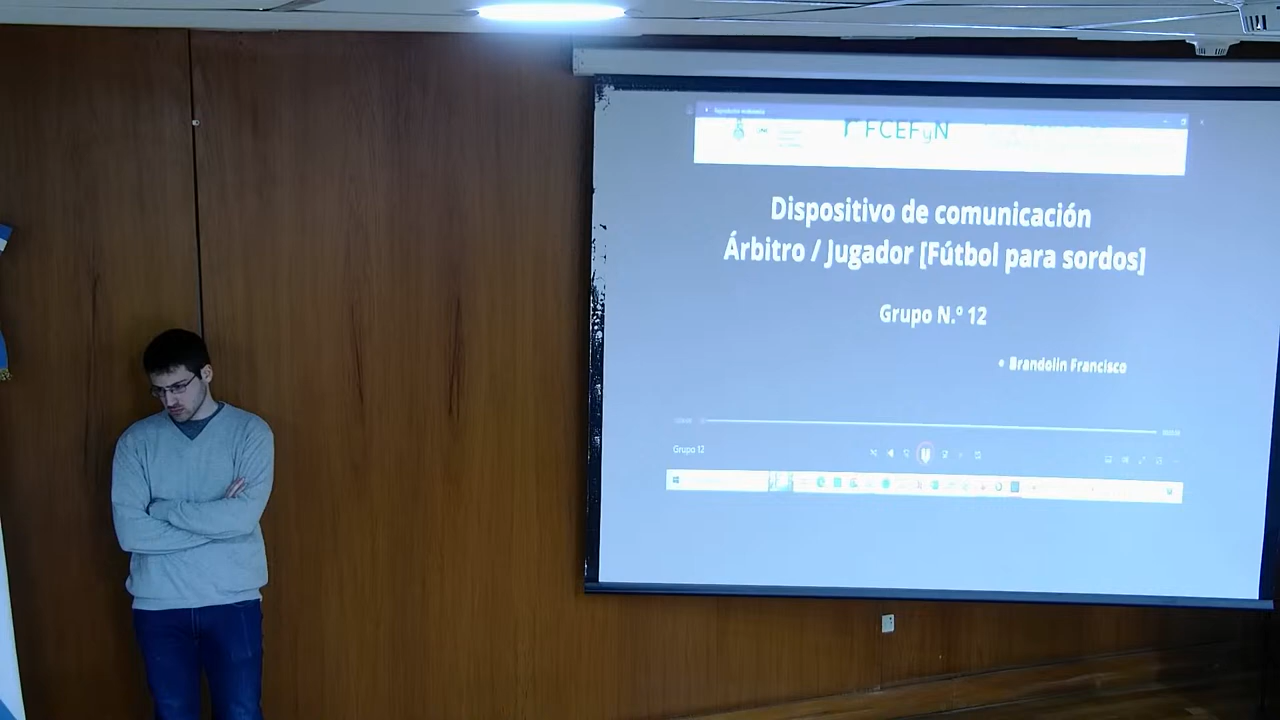 FCEFyN
Dispositivo de comunicación
Árbitro / Jugador [Fútbol para sordos]
Grupo N.º 12
• Brandolin Francisco
Grupo 12